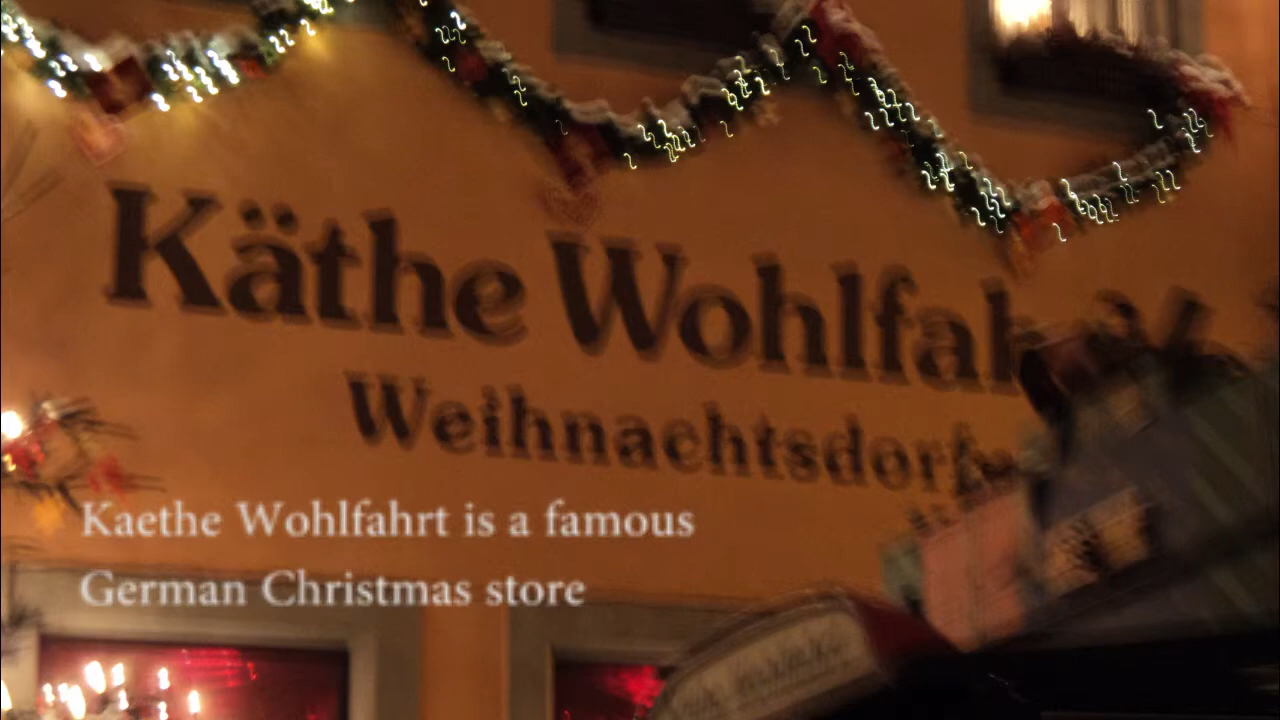 Käthe Wohlfah
Weihnachtsdorf
Kaethe Wohlfahrt is a famous
German Christmas store